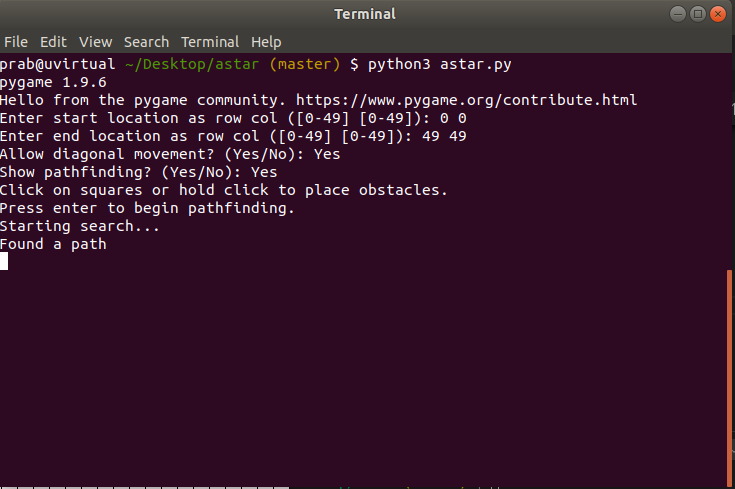 Terminal
File Edit View Search Terminal Help
prab@uvirtual ~/Desktop/astar (master) $ python3 astar.py
pygame 1.9.6
Hello from the pygame community. https://www.pygame.org/contribute.html
Enter start location as row col ([0-49] [0-49]): 0 0
Enter end location as row col ([0-49] [0-49]): 49 49
Allow diagonal movement? (Yes/No): Yes
Show pathfinding? (Yes/No): Yes
Click on squares or hold click to place obstacles.
Press enter to begin pathfinding.
Starting search...
Found a path